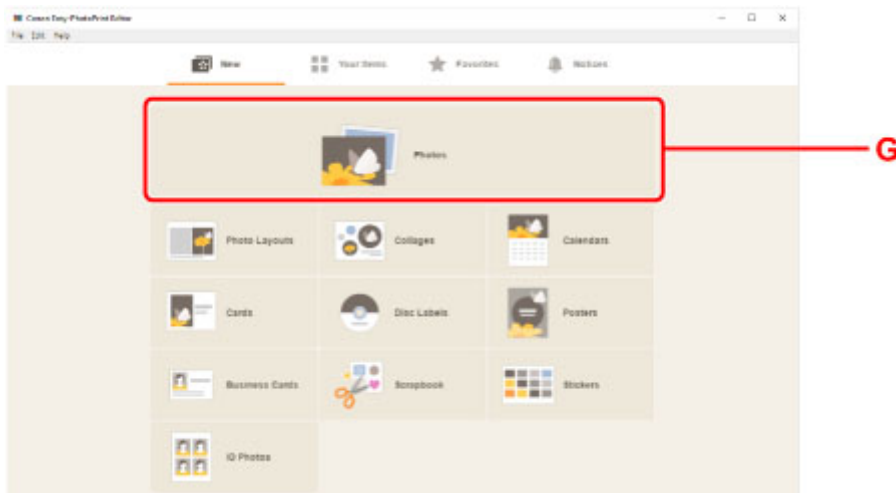 Canon Easy-PhotoPrint Editor
File Edit Help
New Your Items Favorites Notices
Photos
G
Photo Layouts Collages Calendars
Cards Disc Labels Posters
Business Cards Scrapbook Stickers
ID Photos